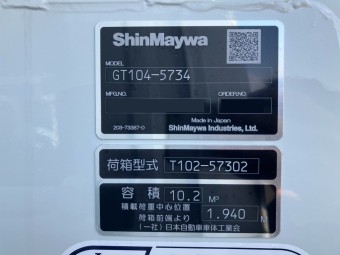 ShinMaywa
MODEL
GT104-5734
MFG.NO.
ORDER.NO.
Made in Japan
ShinMaywa Industries, Ltd.
荷箱型式 T102-57302
容積 10.2 M³
積載荷重中心位置
荷箱前端より 1.940 M
(一社)日本自動車車体工業会